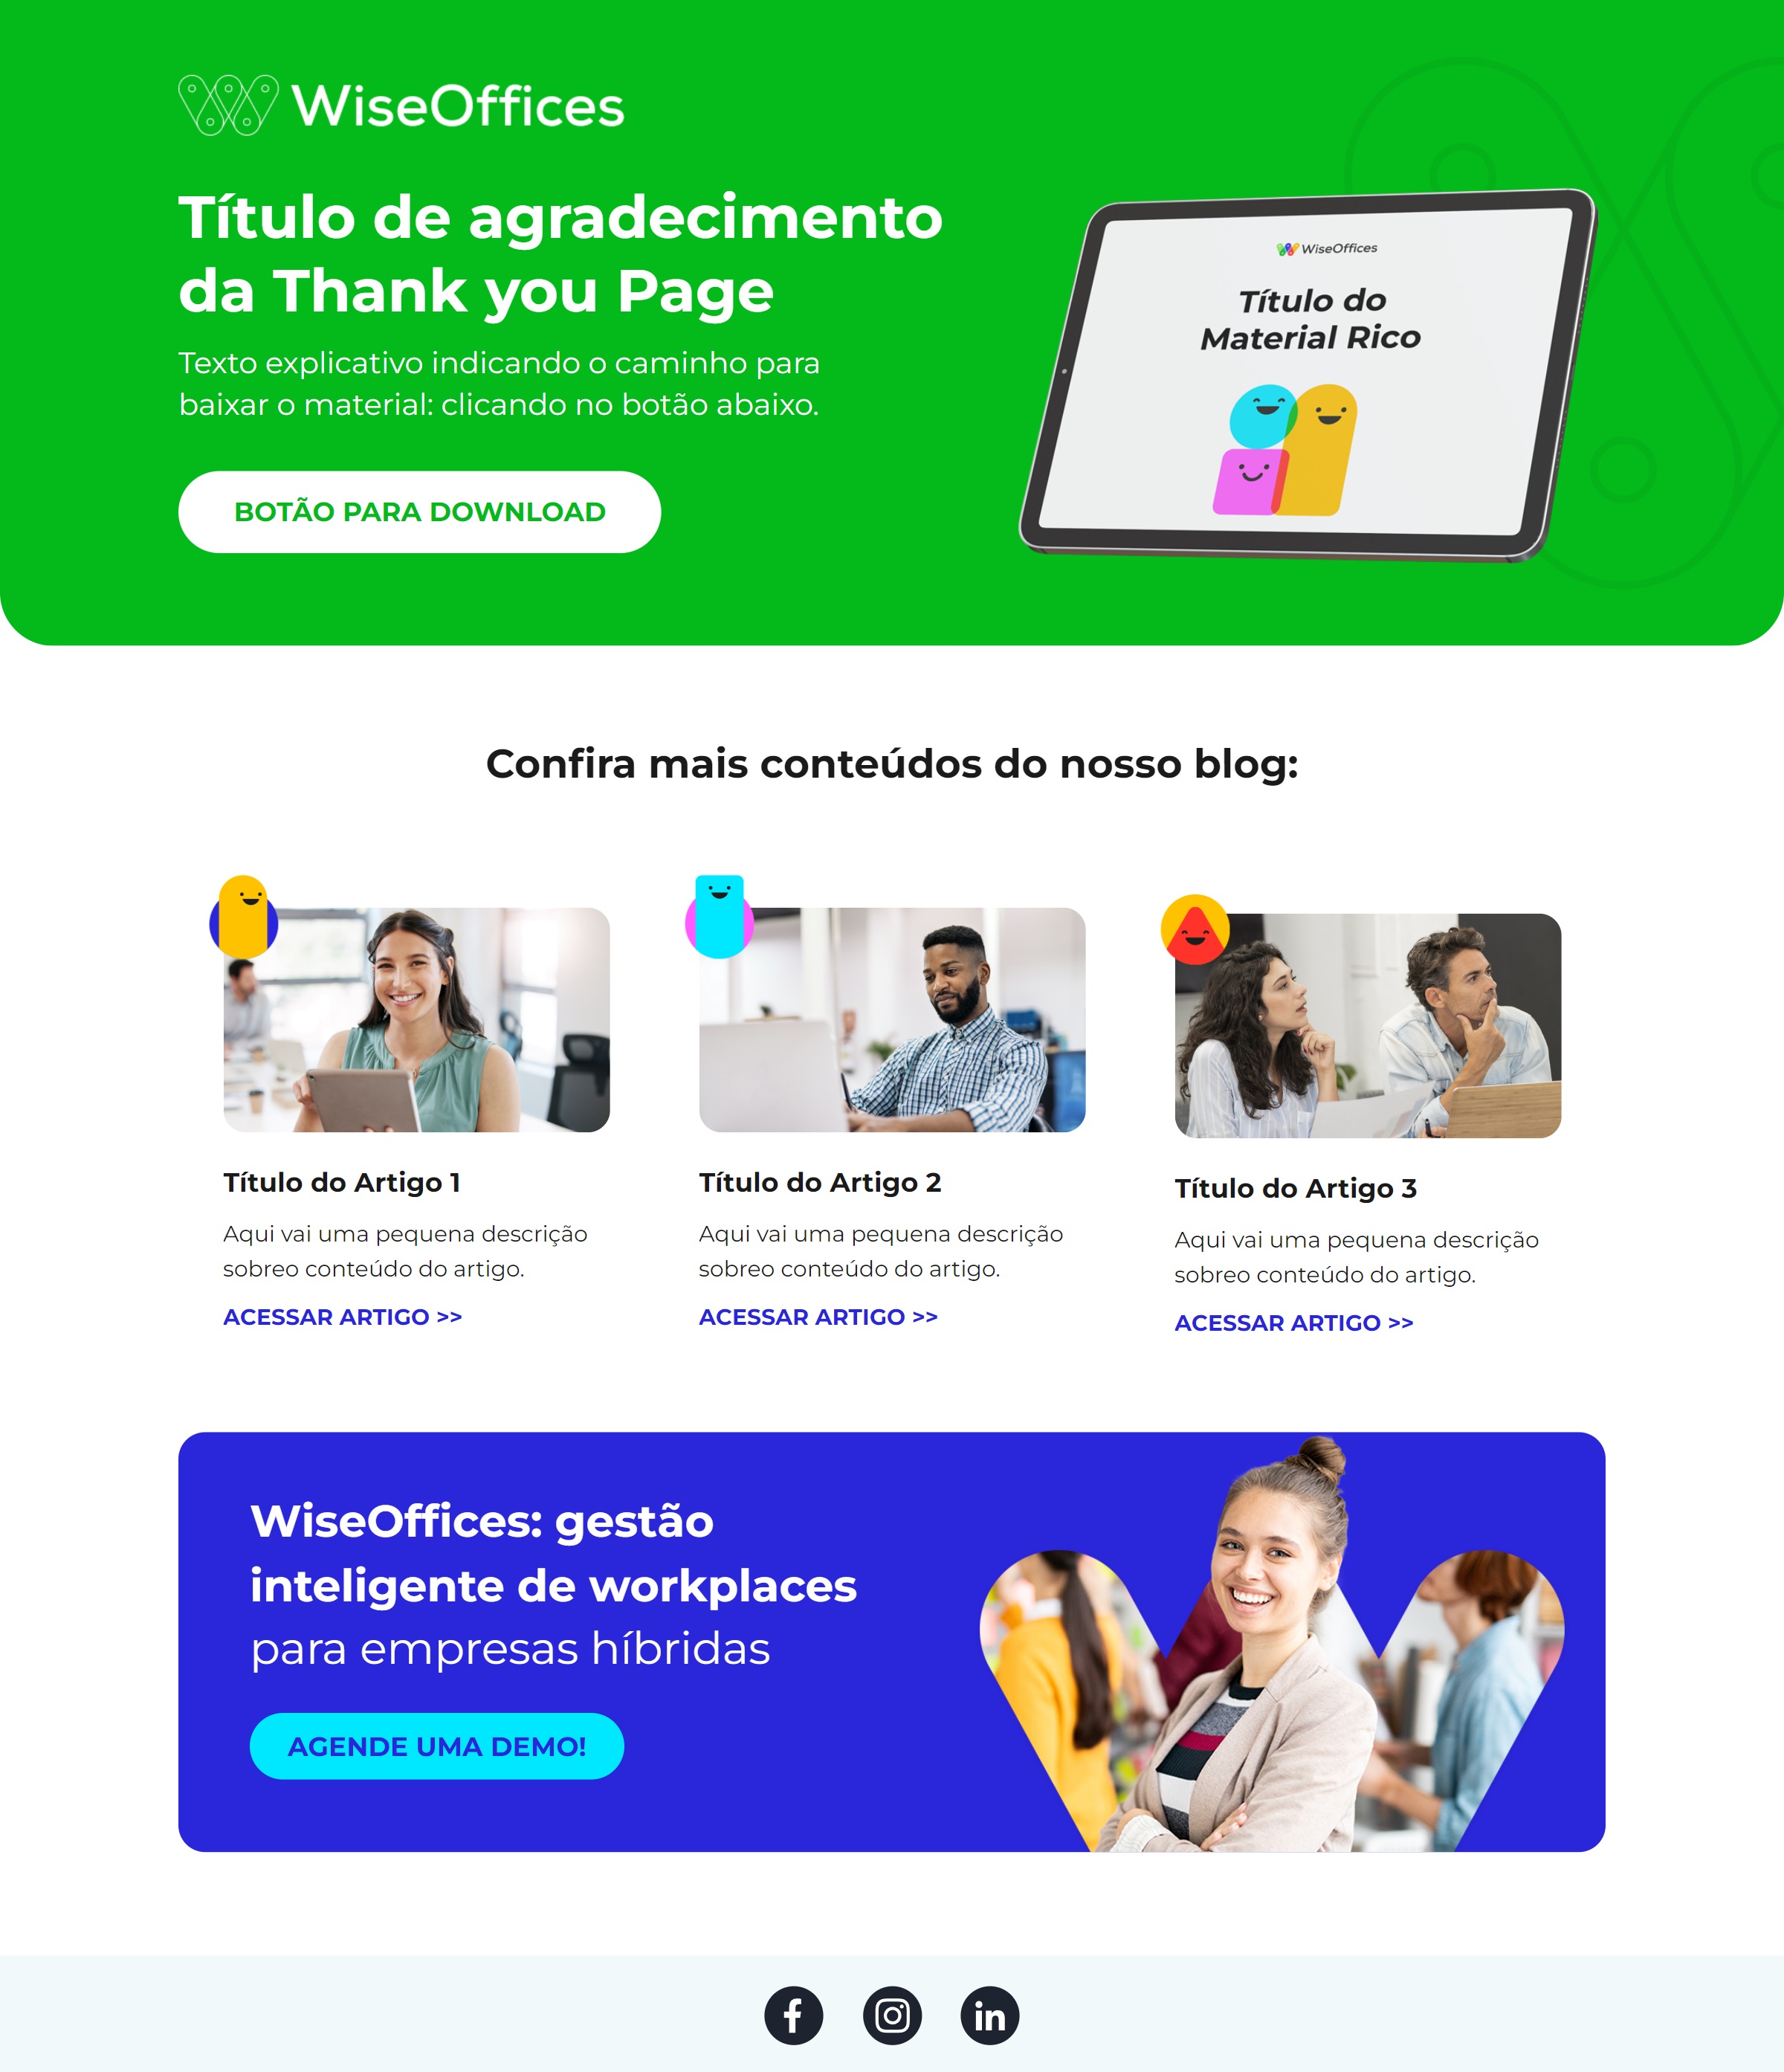 WiseOffices
Título de agradecimento
da Thank you Page
Texto explicativo indicando o caminho para
baixar o material: clicando no botão abaixo.
BOTÃO PARA DOWNLOAD
WiseOffices
Título do
Material Rico
Confira mais conteúdos do nosso blog:
Título do Artigo 1
Aqui vai uma pequena descrição
sobreo conteúdo do artigo.
ACESSAR ARTIGO >>
Título do Artigo 2
Aqui vai uma pequena descrição
sobreo conteúdo do artigo.
ACESSAR ARTIGO >>
Título do Artigo 3
Aqui vai uma pequena descrição
sobreo conteúdo do artigo.
ACESSAR ARTIGO >>
WiseOffices: gestão
inteligente de workplaces
para empresas híbridas
AGENDE UMA DEMO!